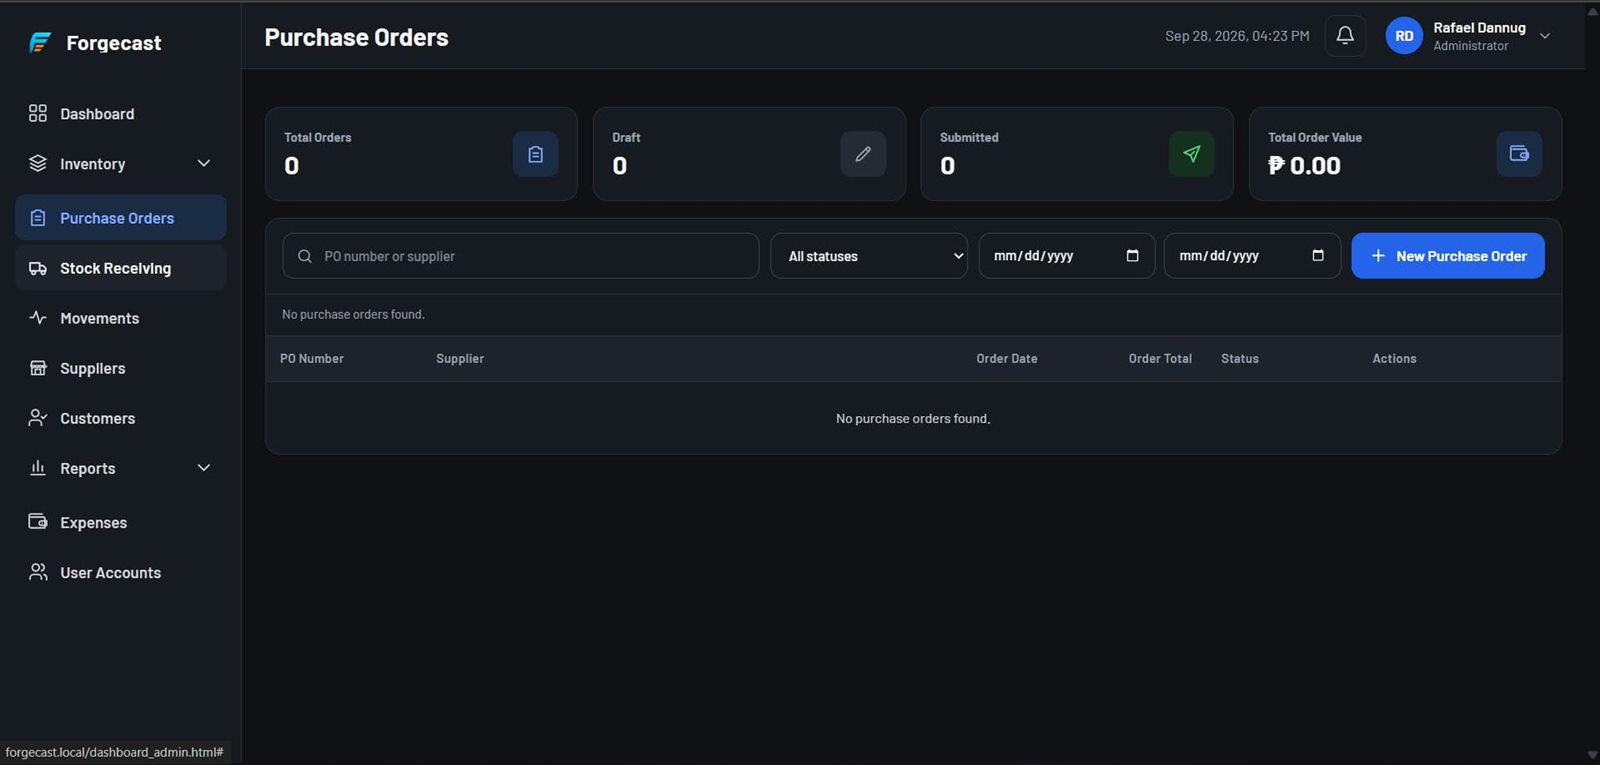 Forgecast
Purchase Orders
Sep 28, 2026, 04:23 PM
RD
Rafael Dannug
Administrator
Dashboard
Inventory
Purchase Orders
Stock Receiving
Movements
Suppliers
Customers
Reports
Expenses
User Accounts
Total Orders
0
Draft
0
Submitted
0
Total Order Value
₱ 0.00
PO number or supplier
All statuses
mm/dd/yyyy
mm/dd/yyyy
+ New Purchase Order
No purchase orders found.
PO Number Supplier Order Date Order Total Status Actions
No purchase orders found.
forgecast.local/dashboard_admin.html#